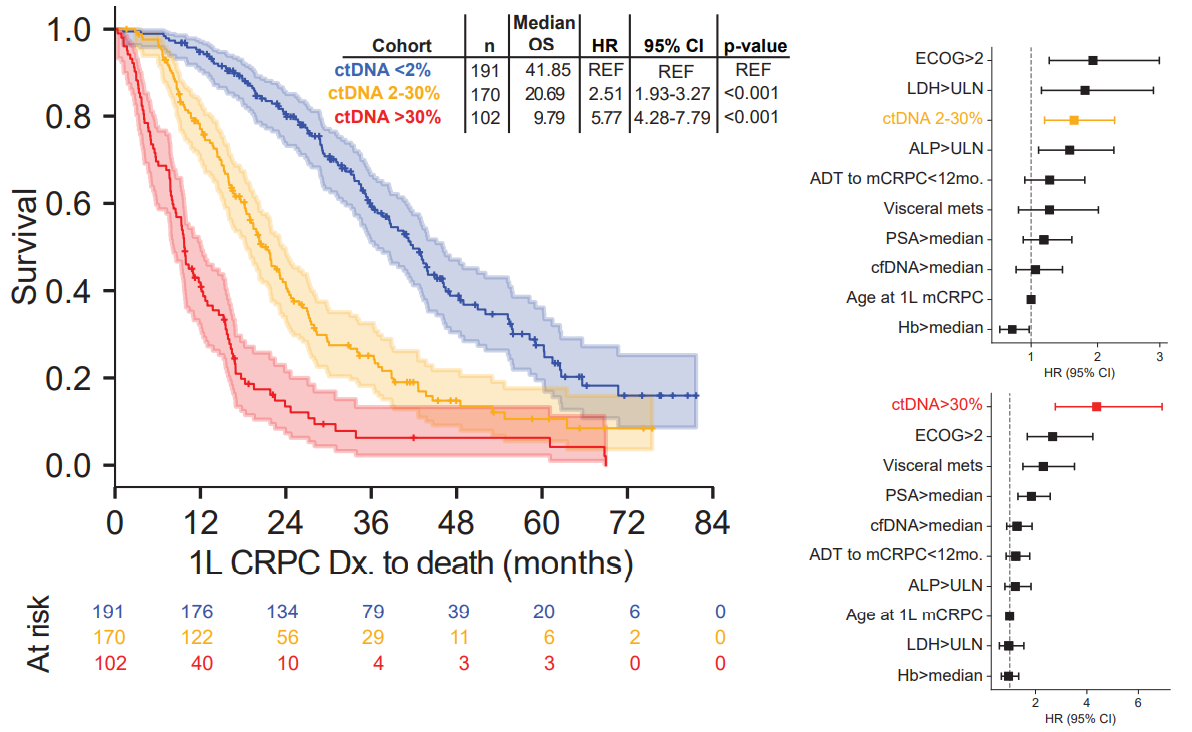 Cohort n Median OS HR 95% CI p-value
ctDNA <2% 191 41.85 REF REF REF
ctDNA 2-30% 170 20.69 2.51 1.93-3.27 <0.001
ctDNA >30% 102 9.79 5.77 4.28-7.79 <0.001
Survival
1.0
0.8
0.6
0.4
0.2
0.0
0 12 24 36 48 60 72 84
1L CRPC Dx. to death (months)
At risk
191 176 134 79 39 20 6 0
170 122 56 29 11 6 2 0
102 40 10 4 3 3 0 0
ECOG>2
LDH>ULN
ctDNA 2-30%
ALP>ULN
ADT to mCRPC<12mo.
Visceral mets
PSA>median
cfDNA>median
Age at 1L mCRPC
Hb>median
1 2 3
HR (95% CI)
ctDNA>30%
ECOG>2
Visceral mets
PSA>median
cfDNA>median
ADT to mCRPC<12mo.
ALP>ULN
Age at 1L mCRPC
LDH>ULN
Hb>median
2 4 6
HR (95% CI)